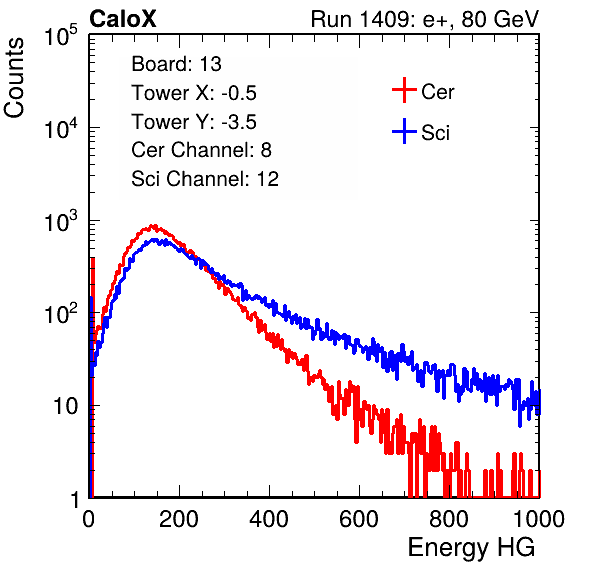 CaloX Run 1409: e+, 80 GeV
Counts
Board: 13
Tower X: -0.5
Tower Y: -3.5
Cer Channel: 8
Sci Channel: 12
Cer
Sci
10^5
10^4
10^3
10^2
10
1
0 200 400 600 800 1000
Energy HG